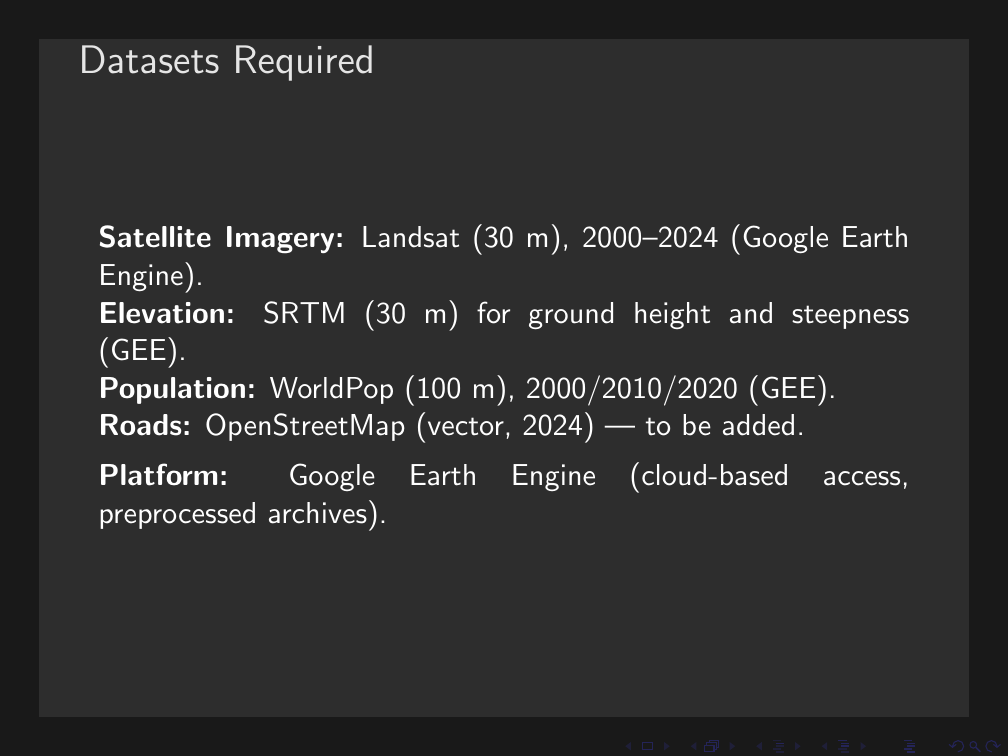 Datasets Required
Satellite Imagery: Landsat (30 m), 2000–2024 (Google Earth
Engine).
Elevation: SRTM (30 m) for ground height and steepness
(GEE).
Population: WorldPop (100 m), 2000/2010/2020 (GEE).
Roads: OpenStreetMap (vector, 2024) — to be added.
Platform: Google Earth Engine (cloud-based access,
preprocessed archives).